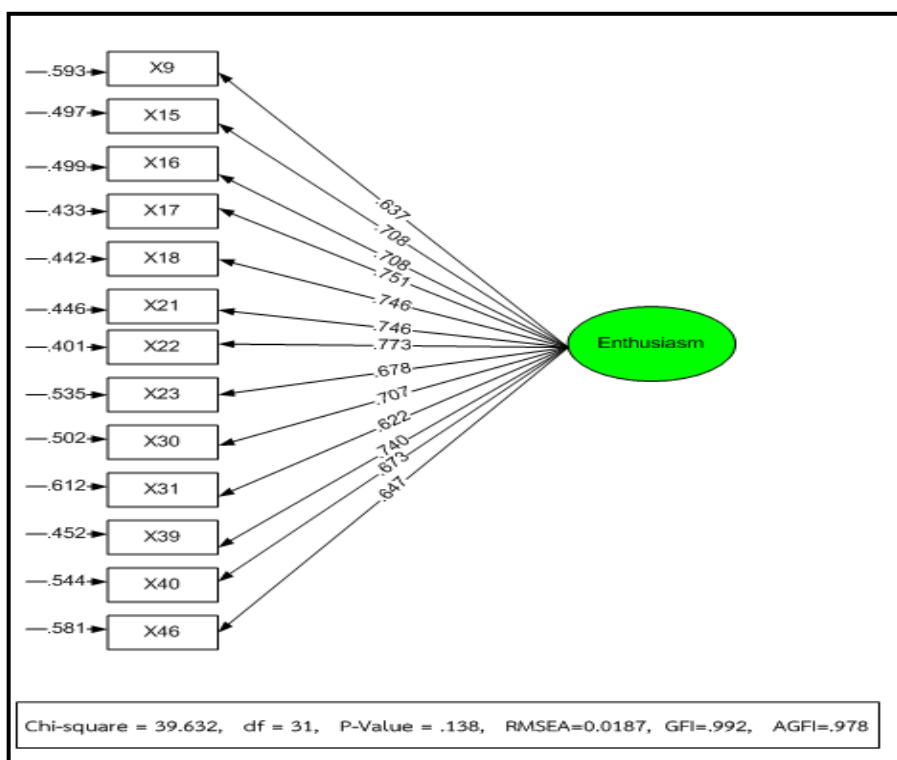 .593 X9
.497 X15
.499 X16
.433 X17
.442 X18
.446 X21
.401 X22
.535 X23
.502 X30
.612 X31
.452 X39
.544 X40
.581 X46
.637
.708
.708
.751
.746
.746
.773
.678
.707
.622
.740
.673
.647
Enthusiasm
Chi-square = 39.632, df = 31, P-Value = .138, RMSEA=0.0187, GFI=.992, AGFI=.978